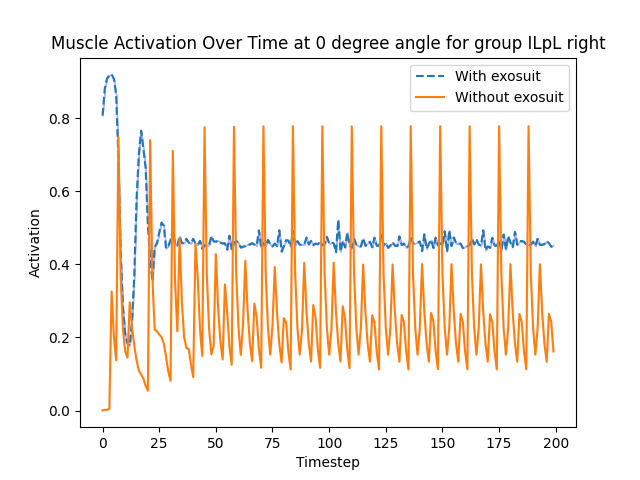 Muscle Activation Over Time at 0 degree angle for group ILpL right
With exosuit
Without exosuit
Activation
0.8
0.6
0.4
0.2
0.0
0 25 50 75 100 125 150 175 200
Timestep